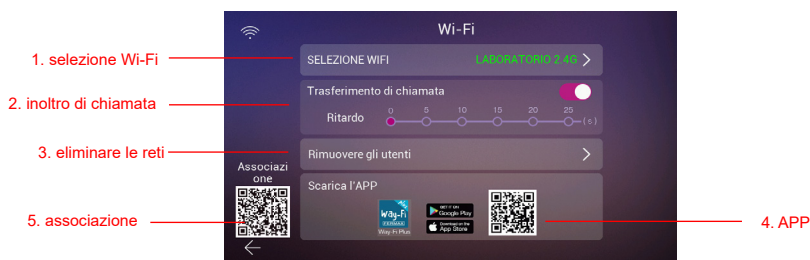 Wi-Fi
1. selezione Wi-Fi
SELEZIONE WIFI
LABORATORIO 2.4G
2. inoltro di chiamata
Trasferimento di chiamata
Ritardo
0 5 10 15 20 25
(s)
3. eliminare le reti
Rimuovere gli utenti
Associazi
one
Scarica l'APP
Way-Fi
FERMAX
Way-Fi Plus
GET IT ON
Google Play
Download on the
App Store
5. associazione
4. APP